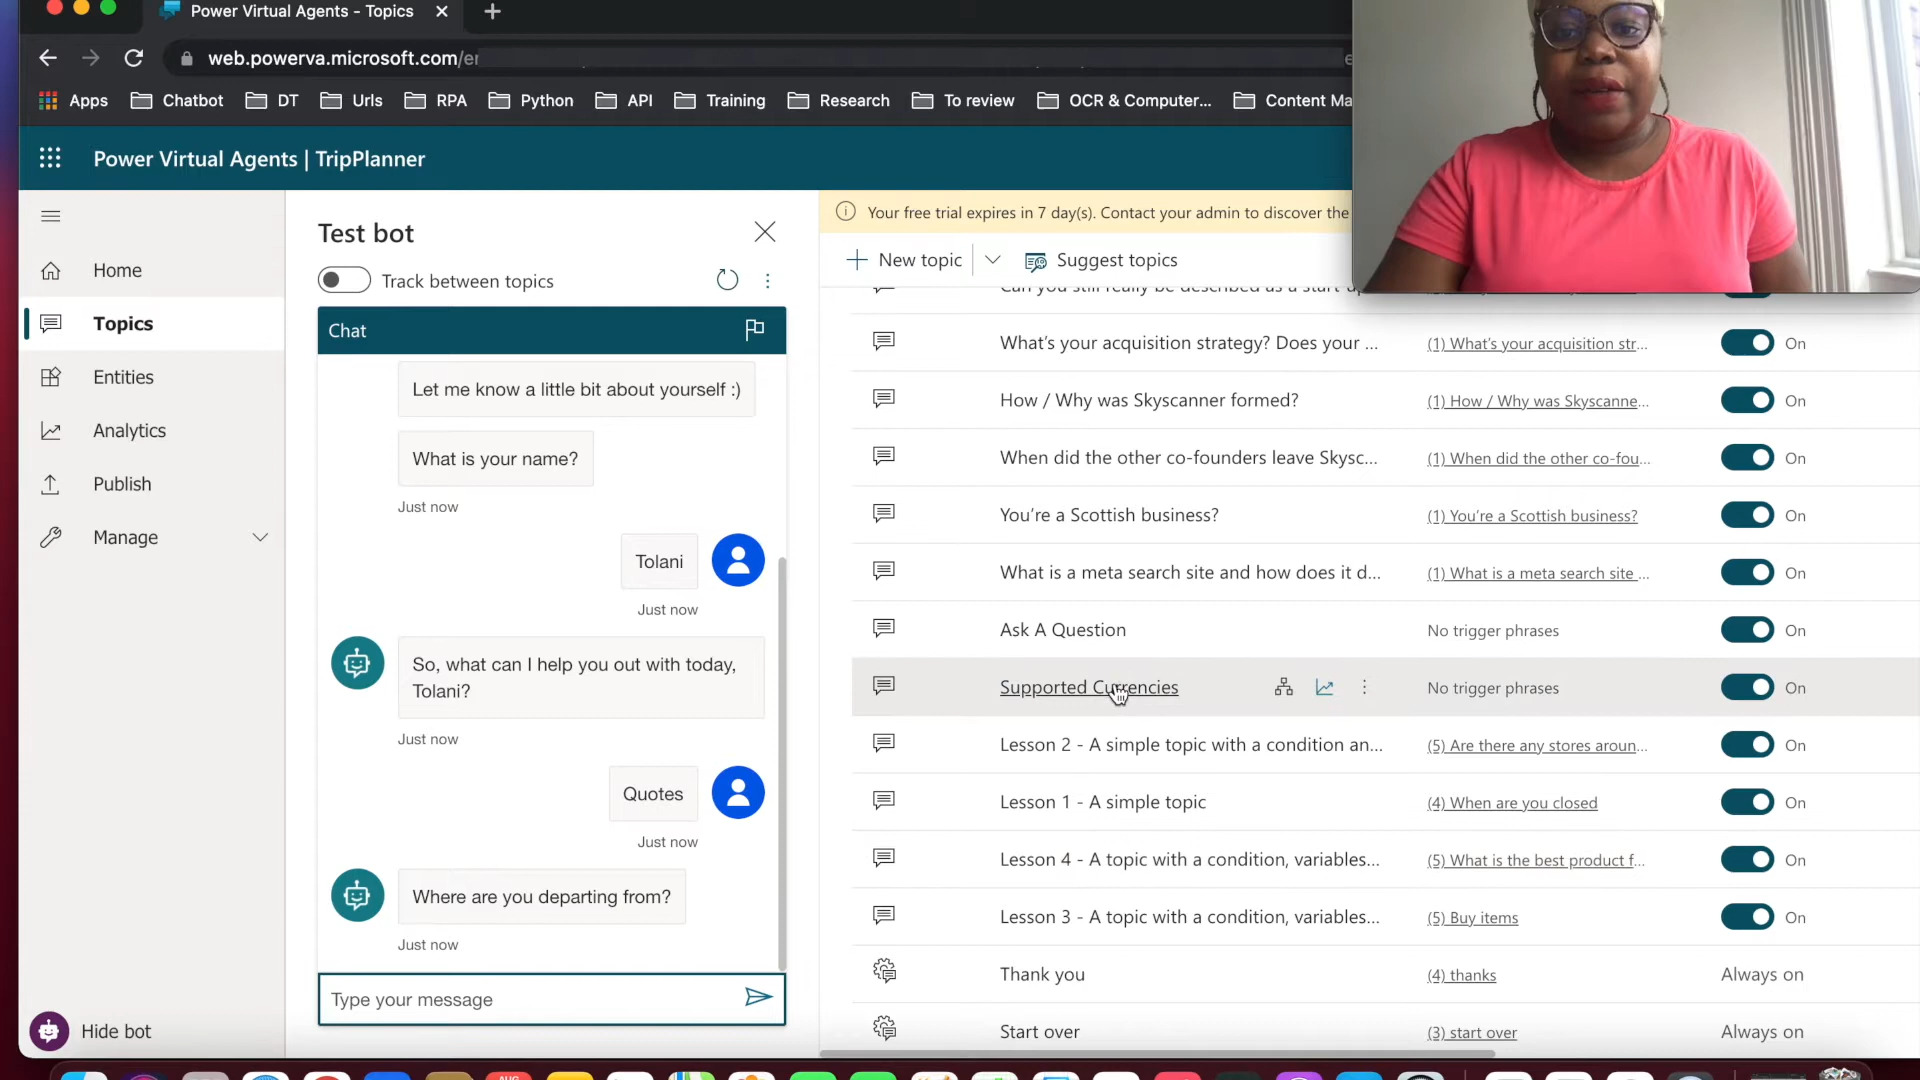 Power Virtual Agents - Topics
web.powerva.microsoft.com/er
Apps
Chatbot
DT
Urls
RPA
Python
API
Training
Research
To review
OCR & Computer...
Content Ma
Power Virtual Agents | TripPlanner
Home
Topics
Entities
Analytics
Publish
Manage
Hide bot
Test bot
Track between topics
Chat
Let me know a little bit about yourself :)
What is your name?
Just now
Tolani
Just now
So, what can I help you out with today,
Tolani?
Just now
Quotes
Just now
Where are you departing from?
Just now
Type your message
Your free trial expires in 7 day(s). Contact your admin to discover the
New topic
Suggest topics
Can you still really be described as a start-up
What's your acquisition strategy? Does your ...
(1) What's your acquisition str...
On
How / Why was Skyscanner formed?
(1) How / Why was Skyscanne...
On
When did the other co-founders leave Skysc...
(1) When did the other co-fou...
On
You're a Scottish business?
(1) You're a Scottish business?
On
What is a meta search site and how does it d...
(1) What is a meta search site ...
On
Ask A Question
No trigger phrases
On
Supported Currencies
No trigger phrases
On
Lesson 2 - A simple topic with a condition an...
(5) Are there any stores aroun...
On
Lesson 1 - A simple topic
(4) When are you closed
On
Lesson 4 - A topic with a condition, variables...
(5) What is the best product f...
On
Lesson 3 - A topic with a condition, variables...
(5) Buy items
On
Thank you
(4) thanks
Always on
Start over
(3) start over
Always on
AUG